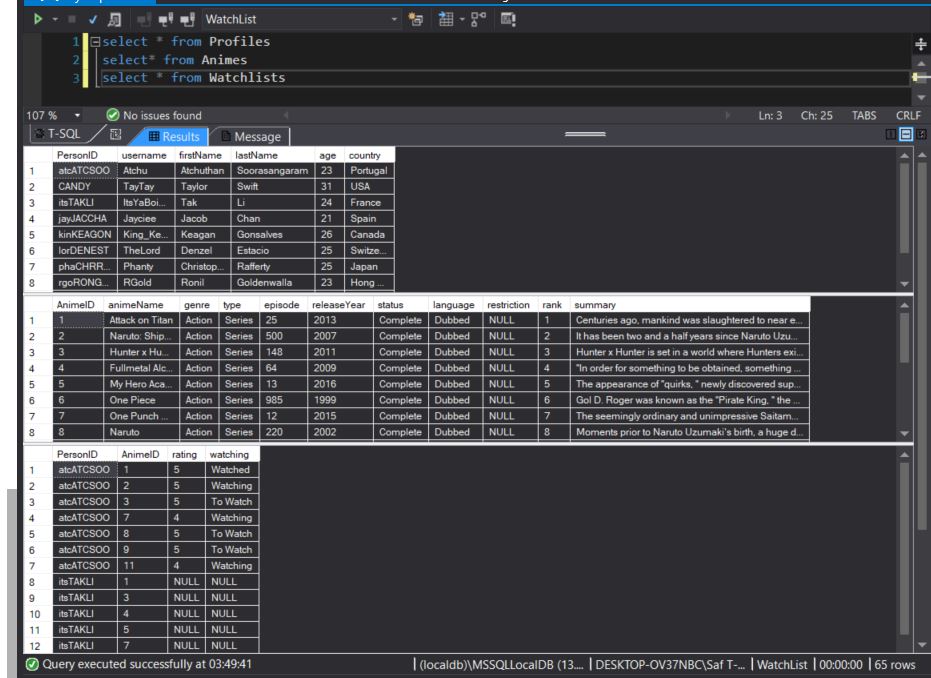 WatchList
1 select * from Profiles
2 select* from Animes
3 select * from Watchlists
107 % No issues found Ln: 3 Ch: 25 TABS CRLF
T-SQL Results Message
PersonID username firstName lastName age country
1 atcATCSOO Atchu Atchuthan Soorasangaram 23 Portugal
2 CANDY TayTay Taylor Swift 31 USA
3 itsTAKLI ItsYaBoi... Tak Li 24 France
4 jayJACCHA Jayciee Jacob Chan 21 Spain
5 kinKEAGON King_Ke... Keagan Gonsalves 26 Canada
6 lorDENEST TheLord Denzel Estacio 25 Switze...
7 phaCHRR... Phanty Christop... Rafferty 25 Japan
8 rgoRONG... RGold Ronil Goldenwalla 23 Hong ...
AnimeID animeName genre type episode releaseYear status language restriction rank summary
1 1 Attack on Titan Action Series 25 2013 Complete Dubbed NULL 1 Centuries ago, mankind was slaughtered to near e...
2 2 Naruto: Ship... Action Series 500 2007 Complete Dubbed NULL 2 It has been two and a half years since Naruto Uzu...
3 3 Hunter x Hu... Action Series 148 2011 Complete Dubbed NULL 3 Hunter x Hunter is set in a world where Hunters exi...
4 4 Fullmetal Alc... Action Series 64 2009 Complete Dubbed NULL 4 "In order for something to be obtained, something ...
5 5 My Hero Aca... Action Series 13 2016 Complete Dubbed NULL 5 The appearance of "quirks," newly discovered sup...
6 6 One Piece Action Series 985 1999 Complete Dubbed NULL 6 Gol D. Roger was known as the "Pirate King, " the ...
7 7 One Punch ... Action Series 12 2015 Complete Dubbed NULL 7 The seemingly ordinary and unimpressive Saitam...
8 8 Naruto Action Series 220 2002 Complete Dubbed NULL 8 Moments prior to Naruto Uzumaki's birth, a huge d...
PersonID AnimeID rating watching
1 atcATCSOO 1 5 Watched
2 atcATCSOO 2 5 Watching
3 atcATCSOO 3 5 To Watch
4 atcATCSOO 7 4 Watching
5 atcATCSOO 8 5 To Watch
6 atcATCSOO 9 5 To Watch
7 atcATCSOO 11 4 Watching
8 itsTAKLI 1 NULL NULL
9 itsTAKLI 3 NULL NULL
10 itsTAKLI 4 NULL NULL
11 itsTAKLI 5 NULL NULL
12 itsTAKLI 7 NULL NULL
Query executed successfully at 03:49:41 (localdb)\MSSQLLocalDB (13.... DESKTOP-OV37NBC\Saf T-... WatchList 00:00:00 65 rows